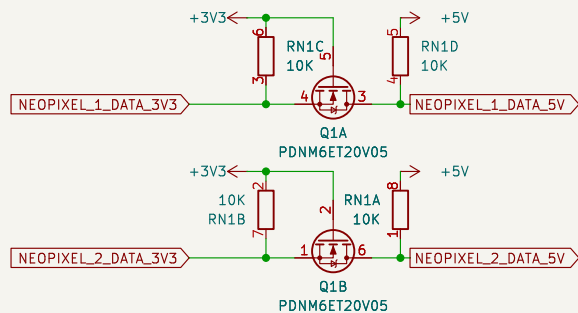 +3V3 +5V
6 RN1C 5 5 RN1D
10K 10K
3 4
NEOPIXEL_1_DATA_3V3 4 3 NEOPIXEL_1_DATA_5V
Q1A
PDNM6ET20V05
+3V3 +5V
10K 2 2 RN1A 8
RN1B 7 10K 1
NEOPIXEL_2_DATA_3V3 1 6 NEOPIXEL_2_DATA_5V
Q1B
PDNM6ET20V05